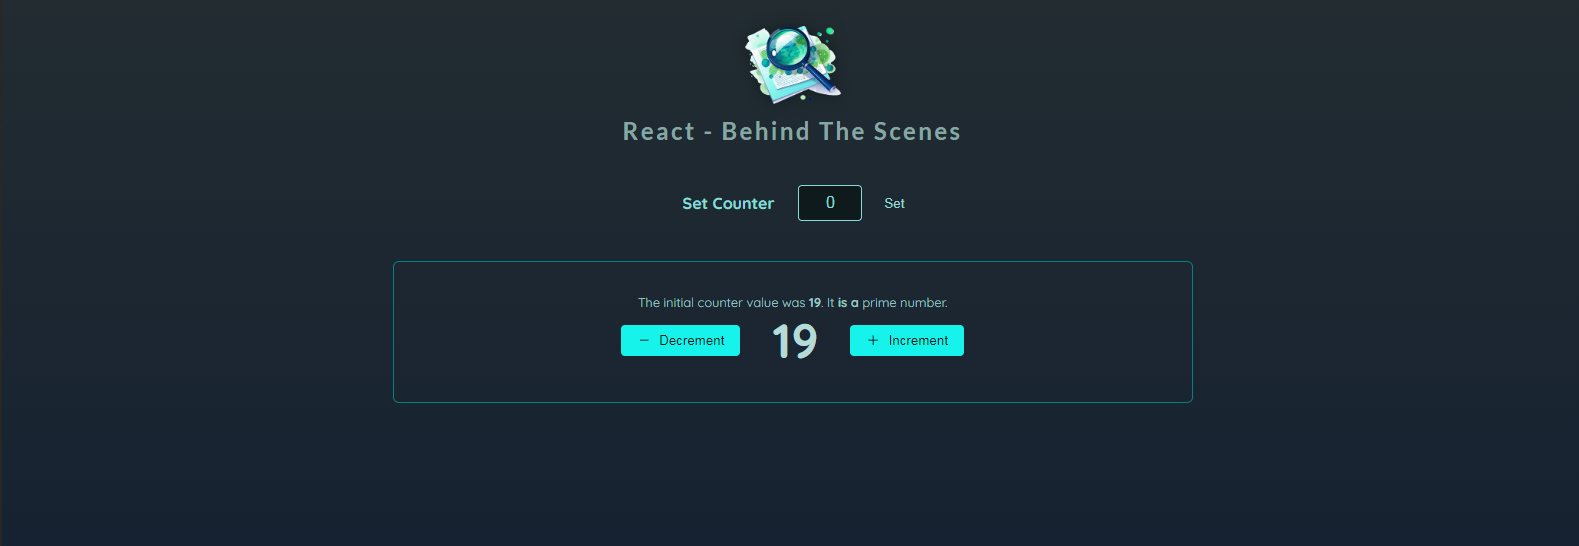 React - Behind The Scenes
Set Counter 0 Set
The initial counter value was 19. It is a prime number.
− Decrement 19 + Increment